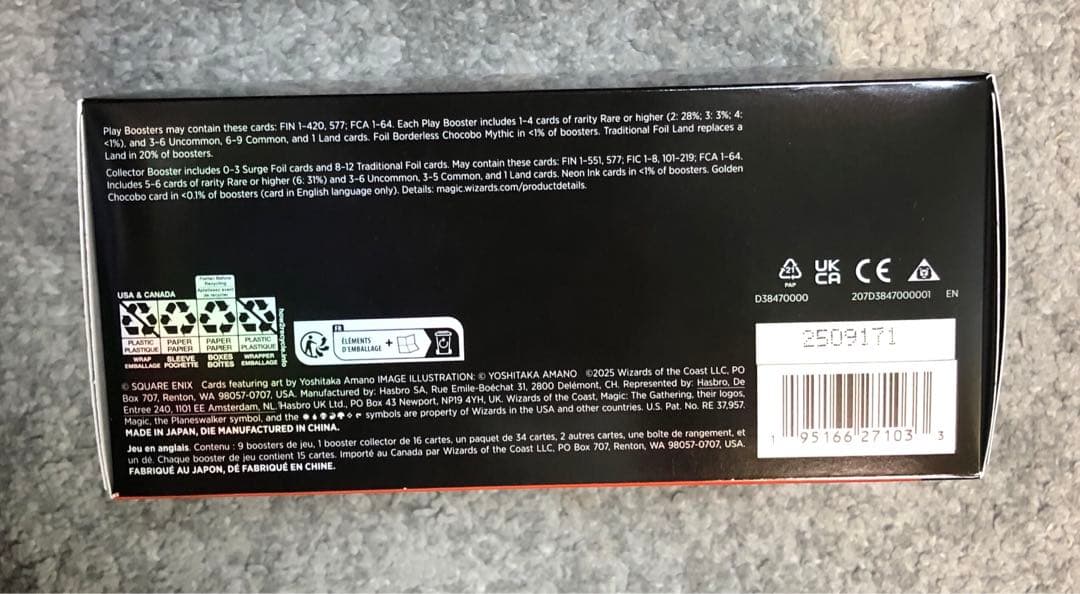 Play Boosters may contain these cards: FIN 1-420, 577; FCA 1-64. Each Play Booster includes 1-4 cards of rarity Rare or higher (2: 28%; 3: 3%; 4:
<1%), and 3-6 Uncommon, 6-9 Common, and 1 Land cards. Foil Borderless Chocobo Mythic in <1% of boosters. Traditional Foil Land replaces a
Land in 20% of boosters.
Collector Booster includes 0-3 Surge Foil cards and 8-12 Traditional Foil cards. May contain these cards: FIN 1-551, 577; FIC 1-8, 101-219; FCA 1-64.
Includes 5-6 cards of rarity Rare or higher (6: 31%) and 3-6 Uncommon, 3-5 Common, and 1 Land cards. Neon Ink cards in <1% of boosters. Golden
Chocobo card in <0.1% of boosters (card in English language only). Details: magic.wizards.com/productdetails.
21
PAP
UK
CA
CE
D38470000
207D3847000001
EN
USA & CANADA
how2recycle.info
PLASTIC
PLASTIQUE
WRAP
EMBALLAGE
PAPER
PAPIER
SLEEVE
POCHETTE
PAPER
PAPIER
BOXES
BOÎTES
PLASTIC
PLASTIQUE
WRAPPER
EMBALLAGE
FR
ÉLÉMENTS
D'EMBALLAGE
+
2509171
© SQUARE ENIX Cards featuring art by Yoshitaka Amano IMAGE ILLUSTRATION: © YOSHITAKA AMANO ©2025 Wizards of the Coast LLC, PO
Box 707, Renton, WA 98057-0707, USA. Manufactured by: Hasbro SA, Rue Emile-Boéchat 31, 2800 Delémont, CH. Represented by: Hasbro, De
Entree 240, 1101 EE Amsterdam, NL. Hasbro UK Ltd., PO Box 43 Newport, NP19 4YH, UK. Wizards of the Coast, Magic: The Gathering, their logos,
Magic, the Planeswalker symbol, and the symbols are property of Wizards in the USA and other countries. U.S. Pat. No. RE 37,957.
MADE IN JAPAN, DIE MANUFACTURED IN CHINA.
Jeu en anglais. Contenu : 9 boosters de jeu, 1 booster collector de 16 cartes, un paquet de 34 cartes, 2 autres cartes, une boîte de rangement, et
un dé. Chaque booster de jeu contient 15 cartes. Importé au Canada par Wizards of the Coast LLC, PO Box 707, Renton, WA 98057-0707, USA.
FABRIQUÉ AU JAPON, DÉ FABRIQUÉ EN CHINE.
1 95166 27103 3